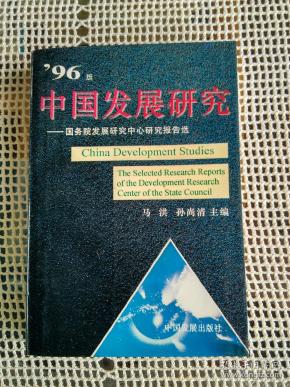 '96版
中国发展研究
——国务院发展研究中心研究报告选
China Development Studies
The Selected Research Reports
of the Development Research
Center of the State Council
马 洪 孙尚清 主编
中国发展出版社